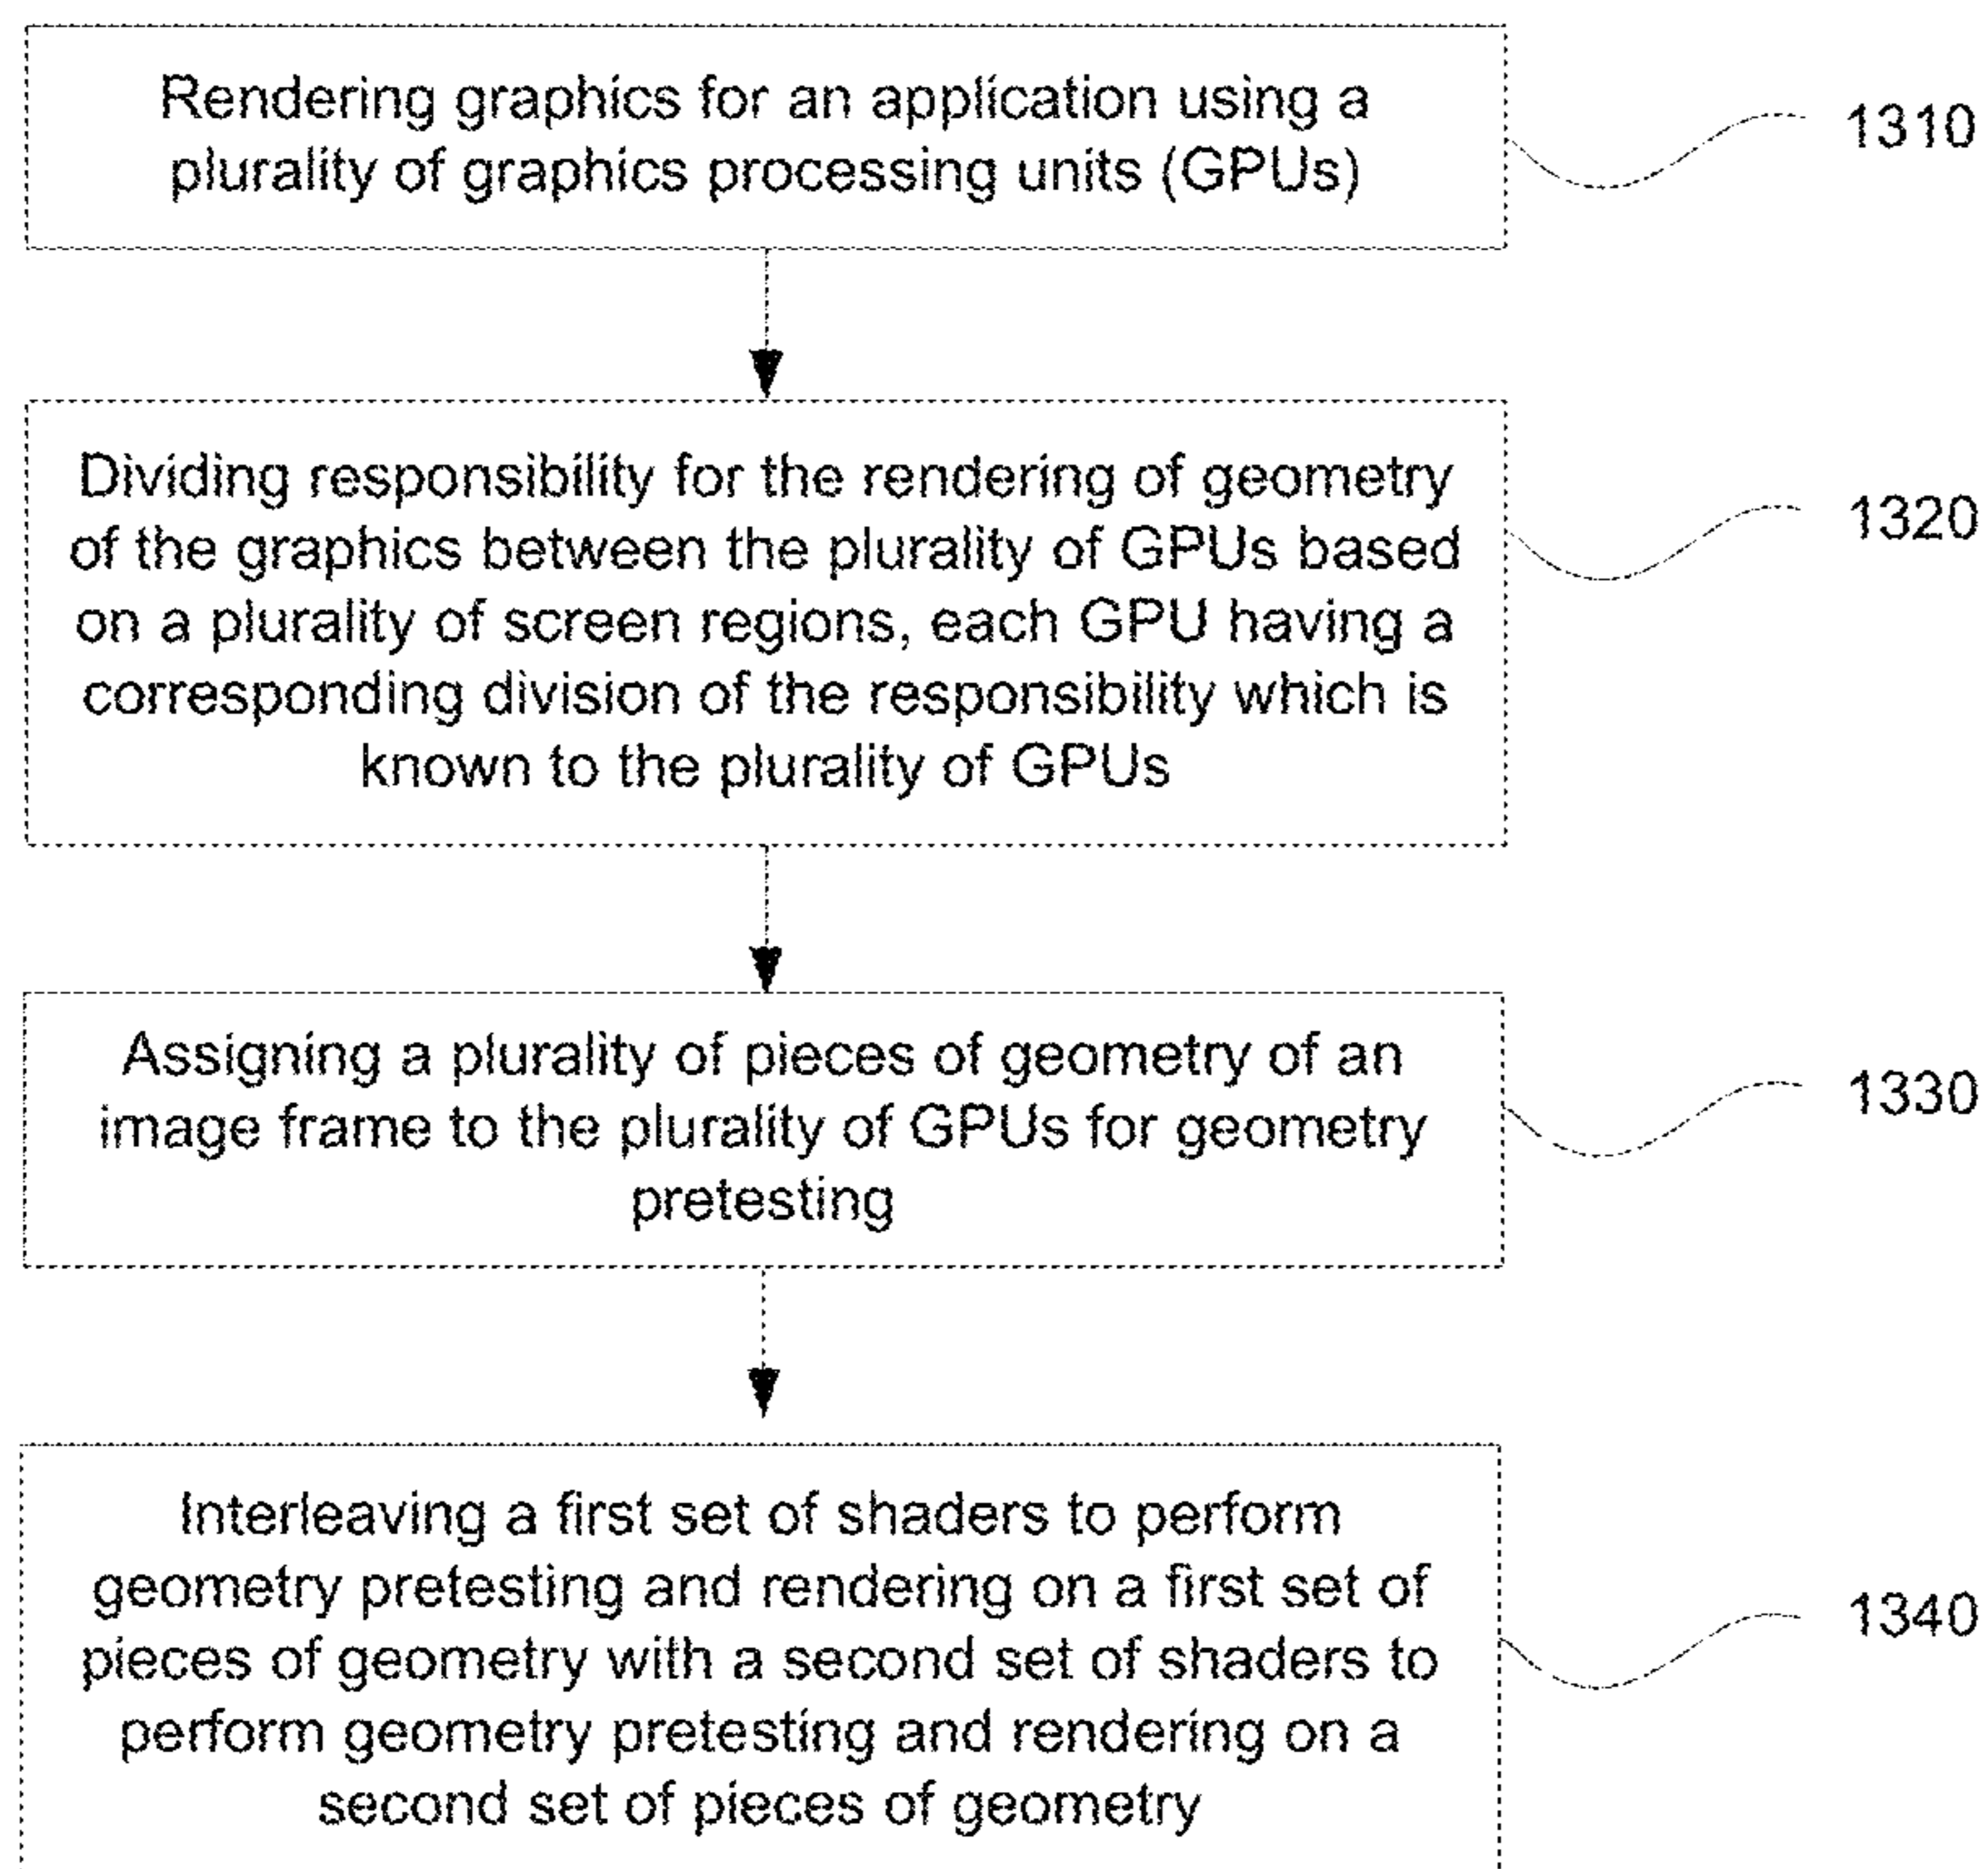 Rendering graphics for an application using a
plurality of graphics processing units (GPUs)
1310
Dividing responsibility for the rendering of geometry
of the graphics between the plurality of GPUs based
on a plurality of screen regions, each GPU having a
corresponding division of the responsibility which is
known to the plurality of GPUs
1320
Assigning a plurality of pieces of geometry of an
image frame to the plurality of GPUs for geometry
pretesting
1330
Interleaving a first set of shaders to perform
geometry pretesting and rendering on a first set of
pieces of geometry with a second set of shaders to
perform geometry pretesting and rendering on a
second set of pieces of geometry
1340